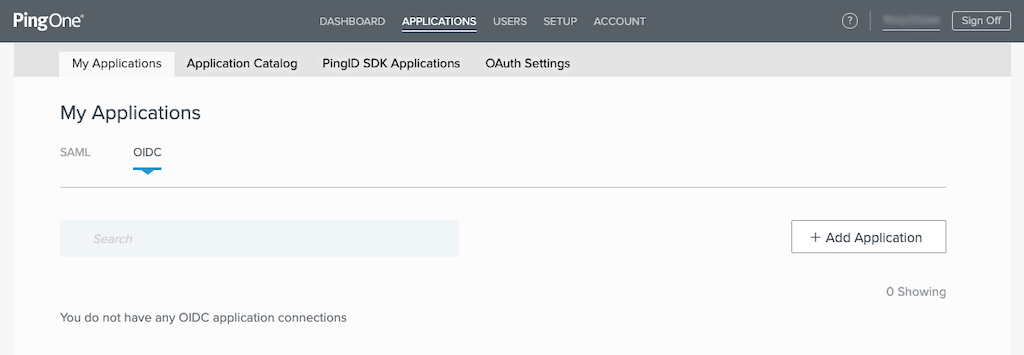 PingOne® DASHBOARD APPLICATIONS USERS SETUP ACCOUNT ? Sign Off
My Applications Application Catalog PingID SDK Applications OAuth Settings
My Applications
SAML OIDC
Search + Add Application
0 Showing
You do not have any OIDC application connections